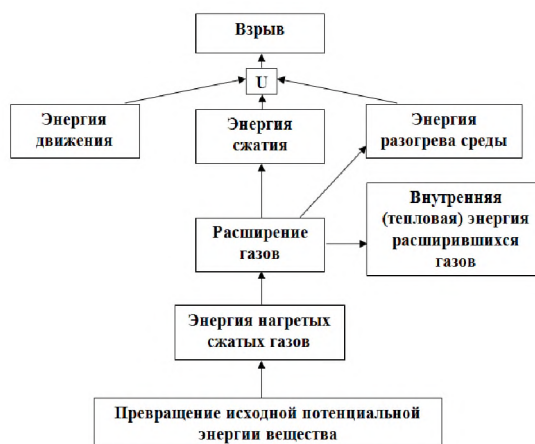 Взрыв
U
Энергия
движения
Энергия
сжатия
Энергия
разогрева среды
Внутренняя
(тепловая) энергия
расширившихся
газов
Расширение
газов
Энергия нагретых
сжатых газов
Превращение исходной потенциальной
энергии вещества